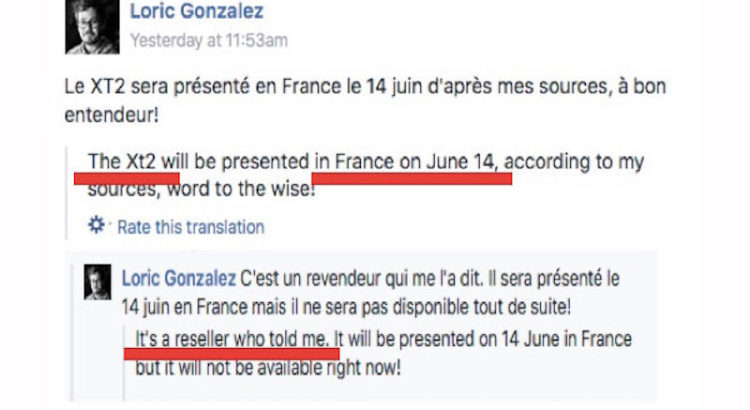 Loric Gonzalez
Yesterday at 11:53am
Le XT2 sera présenté en France le 14 juin d'après mes sources, à bon
entendeur!
The Xt2 will be presented in France on June 14, according to my
sources, word to the wise!
Rate this translation
Loric Gonzalez C'est un revendeur qui me l'a dit. Il sera présenté le
14 juin en France mais il ne sera pas disponible tout de suite!
It's a reseller who told me. It will be presented on 14 June in France
but it will not be available right now!